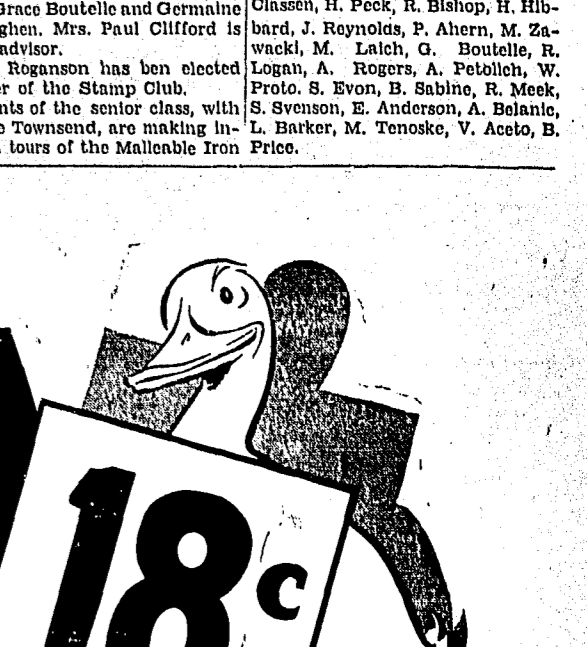 Grace Boutelle and Germaine
ghen. Mrs. Paul Clifford is
advisor.
Roganson has ben elected
r of the Stamp Club.
nts of the senior class, with
e Townsend, are making in-
tours of the Malleable Iron
Classen, H. Peck, R. Bishop, H. Hib-
bard, J. Reynolds, P. Ahern, M. Za-
wacki, M. Laich, G. Boutelle, R.
Logan, A. Rogers, A. Petolich, W.
Proto. S. Evon, B. Sabine, R. Meek,
S. Svenson, E. Anderson, A. Belanic,
L. Barker, M. Tenoske, V. Aceto, B.
Price.
18c